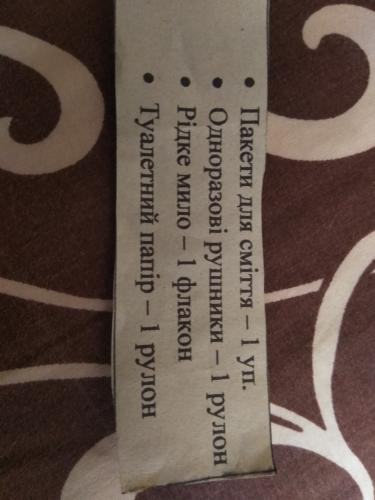 • Пакети для сміття – 1 уп.
• Одноразові рушники – 1 рулон
• Рідке мило – 1 флакон
• Туалетний папір – 1 рулон